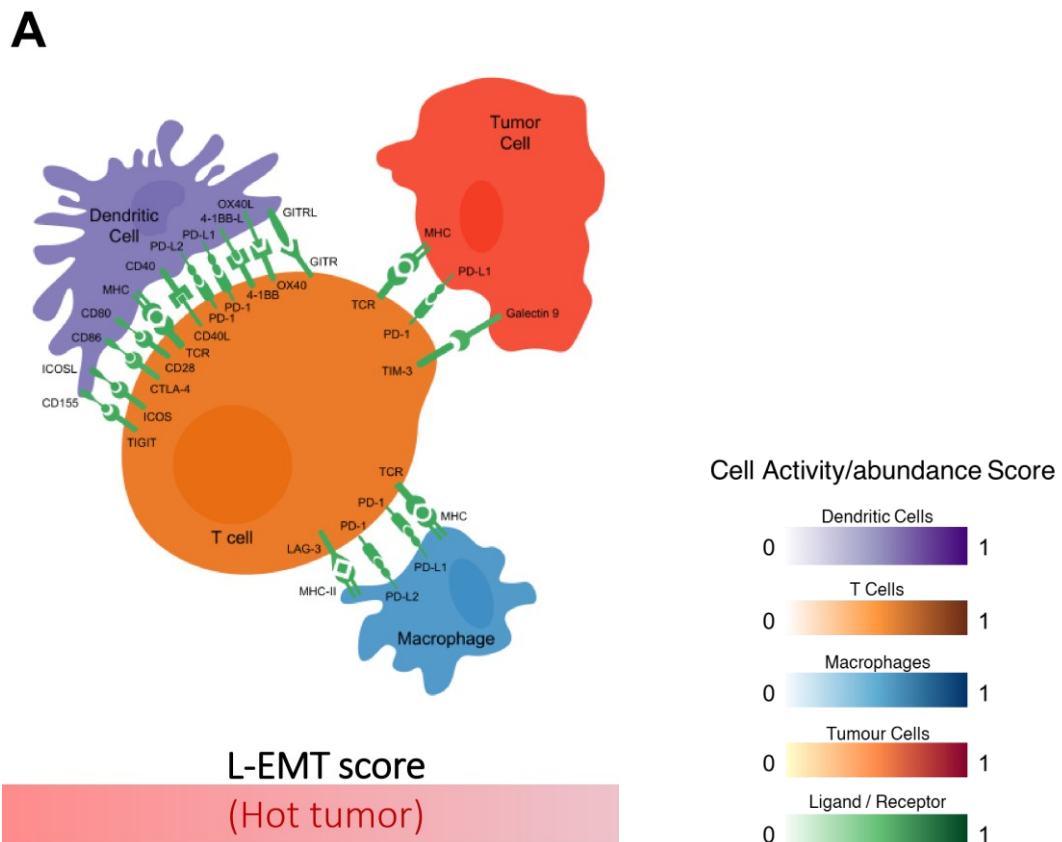 A
Tumor
Cell
Dendritic
Cell
OX40L
GITRL
4-1BB-L
PD-L1
PD-L2
CD40
MHC
CD80
CD86
ICOSL
CD155
GITR
OX40
4-1BB
PD-1
PD-1
CD40L
TCR
CD28
CTLA-4
ICOS
TIGIT
MHC
TCR
PD-L1
PD-1
Galectin 9
TIM-3
T cell
TCR
MHC
PD-1
PD-L1
PD-1
PD-L2
LAG-3
MHC-II
Macrophage
L-EMT score
(Hot tumor)
Cell Activity/abundance Score
Dendritic Cells
0 1
T Cells
0 1
Macrophages
0 1
Tumour Cells
0 1
Ligand / Receptor
0 1